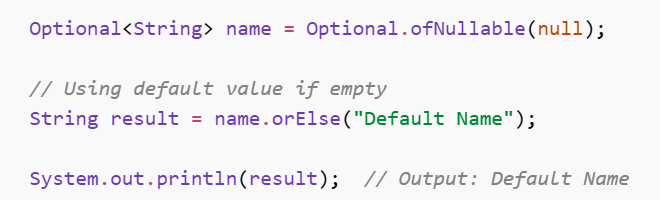 Optional<String> name = Optional.ofNullable(null);
// Using default value if empty
String result = name.orElse("Default Name");
System.out.println(result);  // Output: Default Name